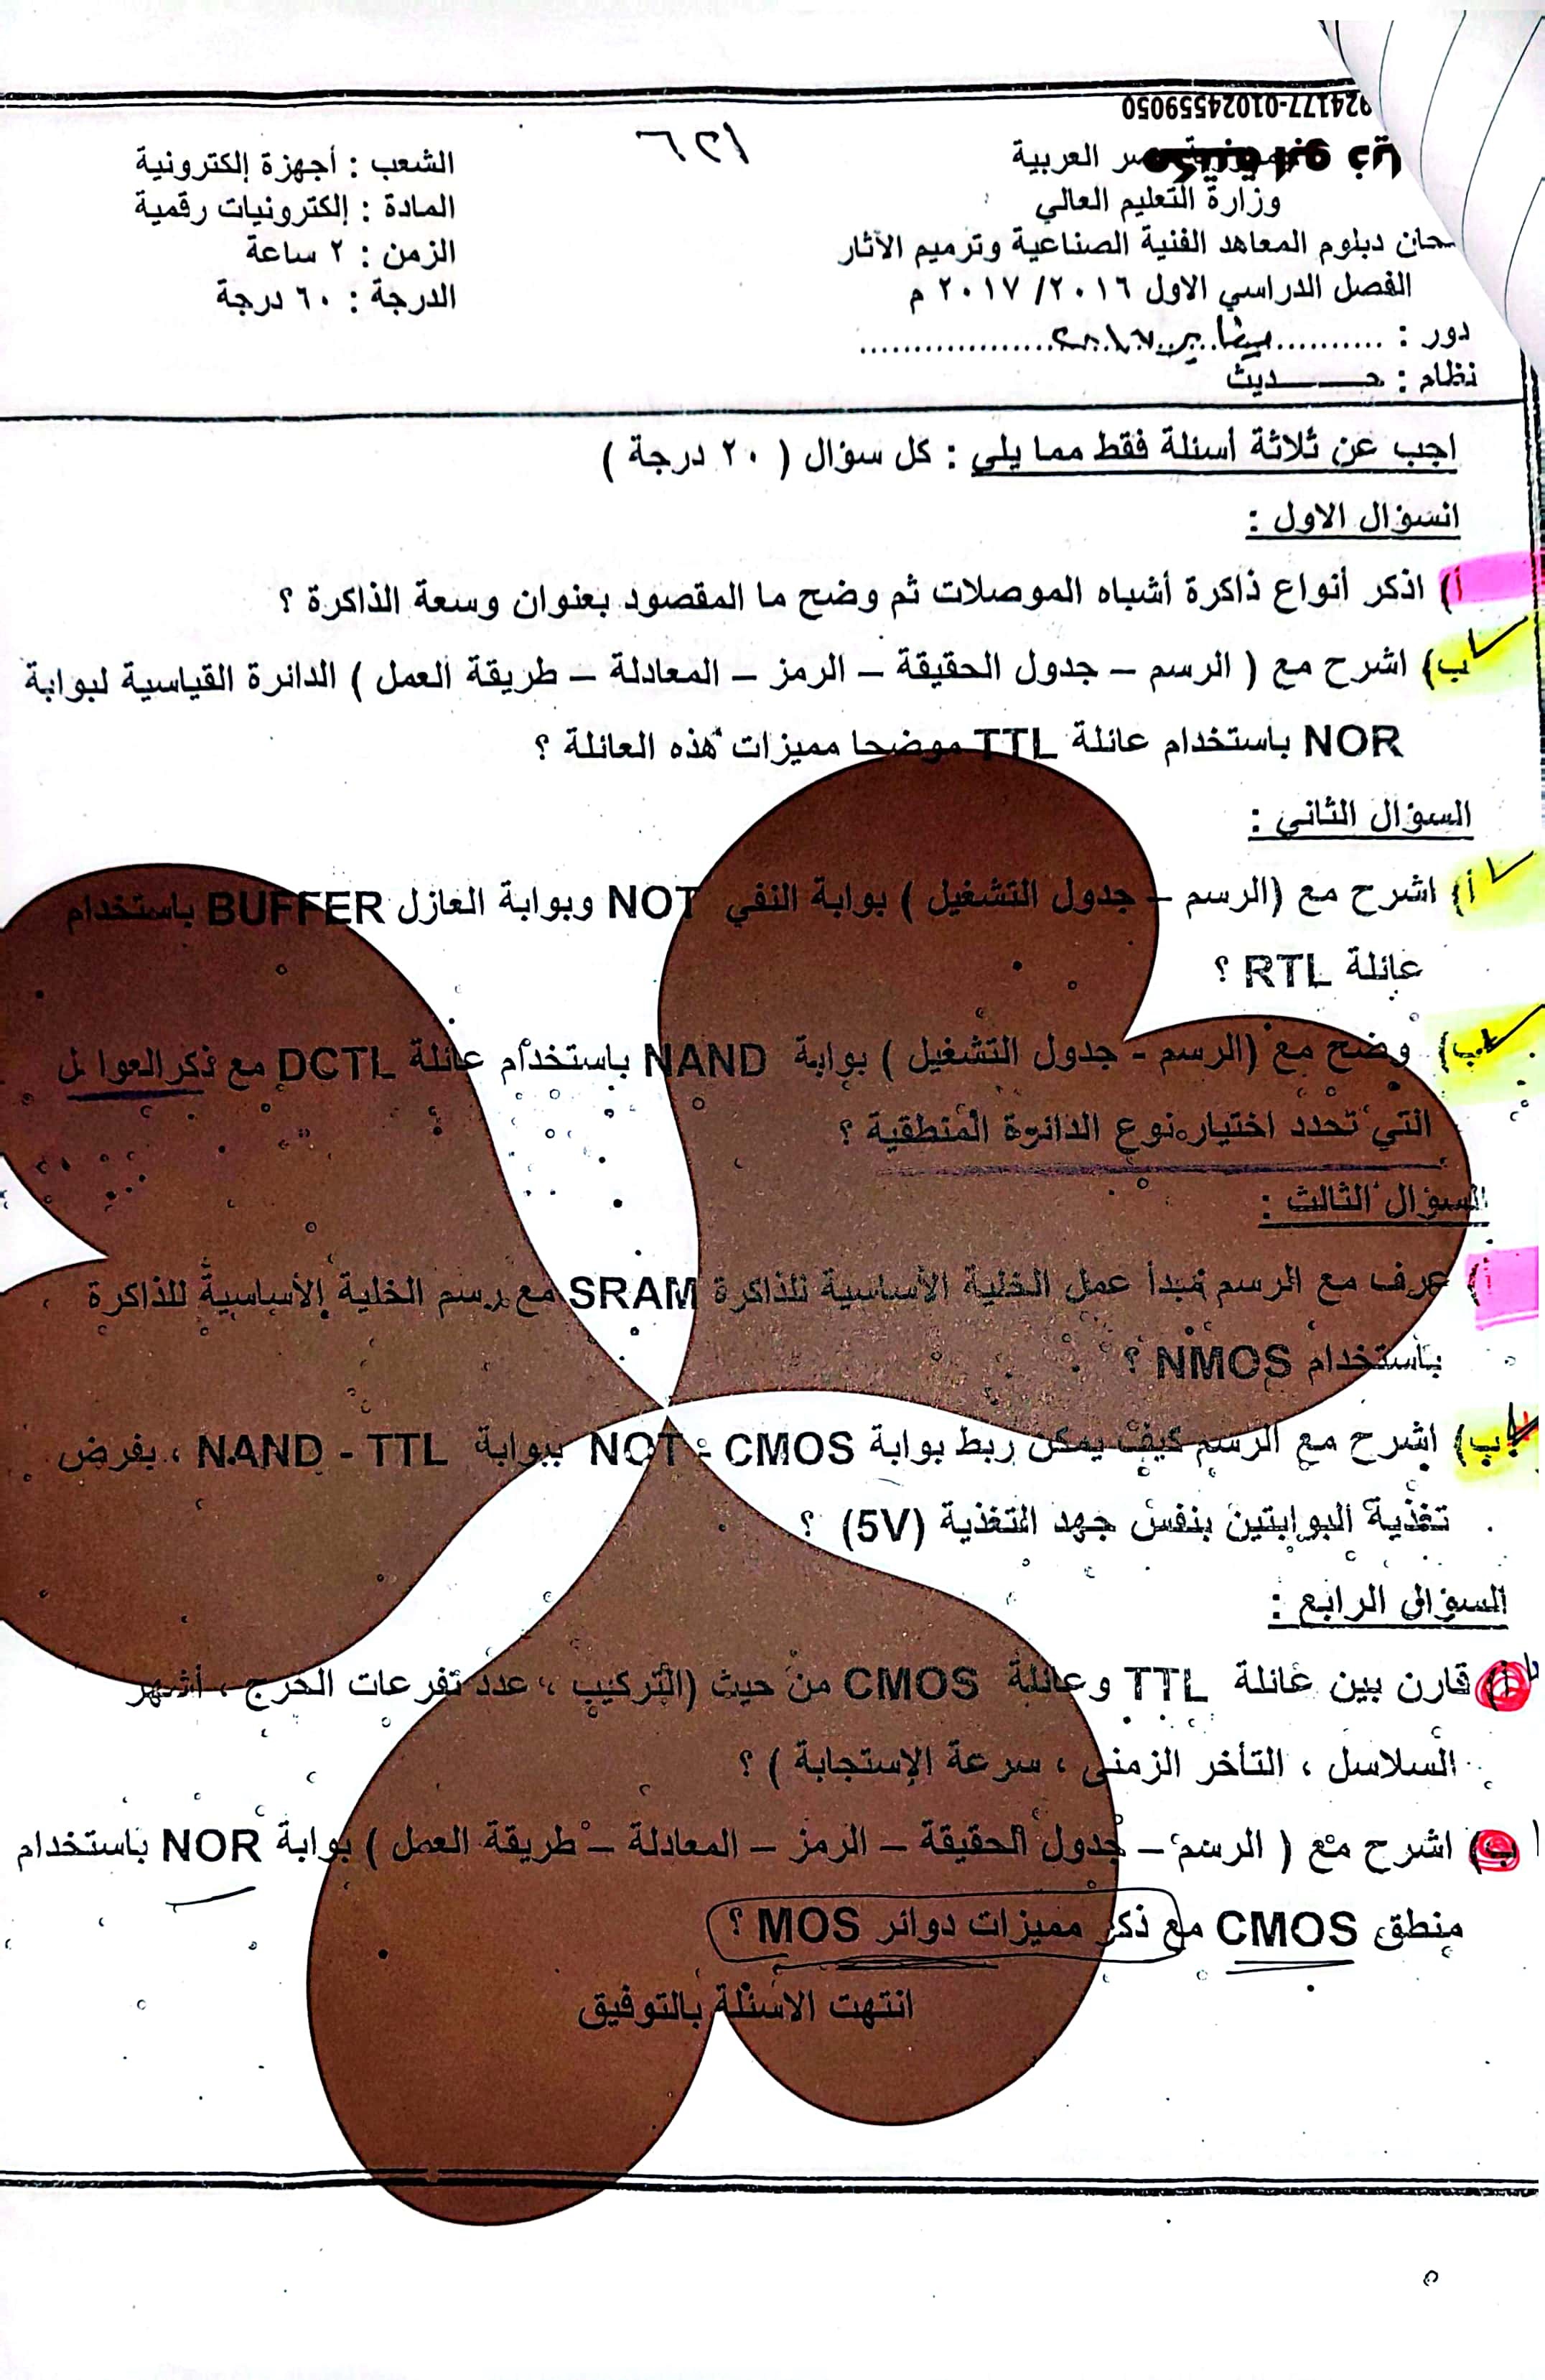 924177-01024559050
١٢٦
مصر العربية
وزارة التعليم العالي
حان دبلوم المعاهد الفنية الصناعية وترميم الآثار
الفصل الدراسي الاول ٢٠١٦/ ٢٠١٧ م
دور : يناير ٢٠١٧
نظام : حـــديث
الشعب : أجهزة إلكترونية
المادة : إلكترونيات رقمية
الزمن : ٢ ساعة
الدرجة : ٦٠ درجة
اجب عن ثلاثة أسئلة فقط مما يلي : كل سؤال ( ٢٠ درجة )
السؤال الاول :
أ) اذكر أنواع ذاكرة أشباه الموصلات ثم وضح ما المقصود بعنوان وسعة الذاكرة ؟
ب) اشرح مع ( الرسم – جدول الحقيقة – الرمز – المعادلة – طريقة العمل ) الدائرة القياسية لبوابة
NOR باستخدام عائلة TTL موضحا مميزات هذه العائلة ؟
السؤال الثاني :
أ) اشرح مع (الرسم – جدول التشغيل ) بوابة النفي NOT وبوابة العازل BUFFER باستخدام
عائلة RTL ؟
ب) وضح مع (الرسم - جدول التشغيل ) بوابة NAND باستخدام عائلة DCTL مع ذكر العوامل
التي تحدد اختيار نوع الدائرة المنطقية ؟
السؤال الثالث :
أ) عرف مع الرسم مبدأ عمل الخلية الأساسية للذاكرة SRAM مع رسم الخلية الأساسية للذاكرة
باستخدام NMOS ؟
ب) اشرح مع الرسم كيف يمكن ربط بوابة NOT - CMOS ببوابة NAND - TTL ، بفرض
تغذية البوابتين بنفس جهد التغذية (5V) ؟
السؤال الرابع :
أ) قارن بين عائلة TTL وعائلة CMOS من حيث (التركيب ، عدد تفرعات الخرج ، أشهر
السلاسل ، التأخر الزمنى ، سرعة الإستجابة ) ؟
ب) اشرح مع ( الرسم – جدول الحقيقة – الرمز – المعادلة – طريقة العمل ) بوابة NOR باستخدام
منطق CMOS مع ذكر مميزات دوائر MOS ؟
انتهت الاسئلة بالتوفيق